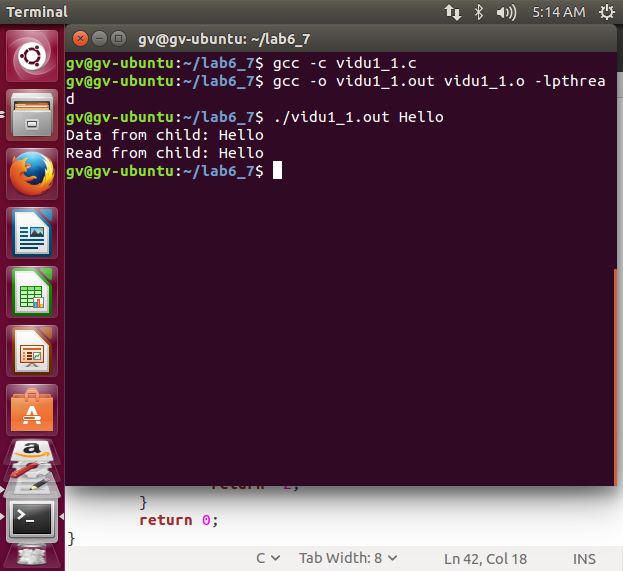 Terminal
5:14 AM
gv@gv-ubuntu: ~/lab6_7
gv@gv-ubuntu:~/lab6_7$ gcc -c vidu1_1.c
gv@gv-ubuntu:~/lab6_7$ gcc -o vidu1_1.out vidu1_1.o -lpthrea
d
gv@gv-ubuntu:~/lab6_7$ ./vidu1_1.out Hello
Data from child: Hello
Read from child: Hello
gv@gv-ubuntu:~/lab6_7$
}
return 0;
}
C
Tab Width: 8
Ln 42, Col 18
INS